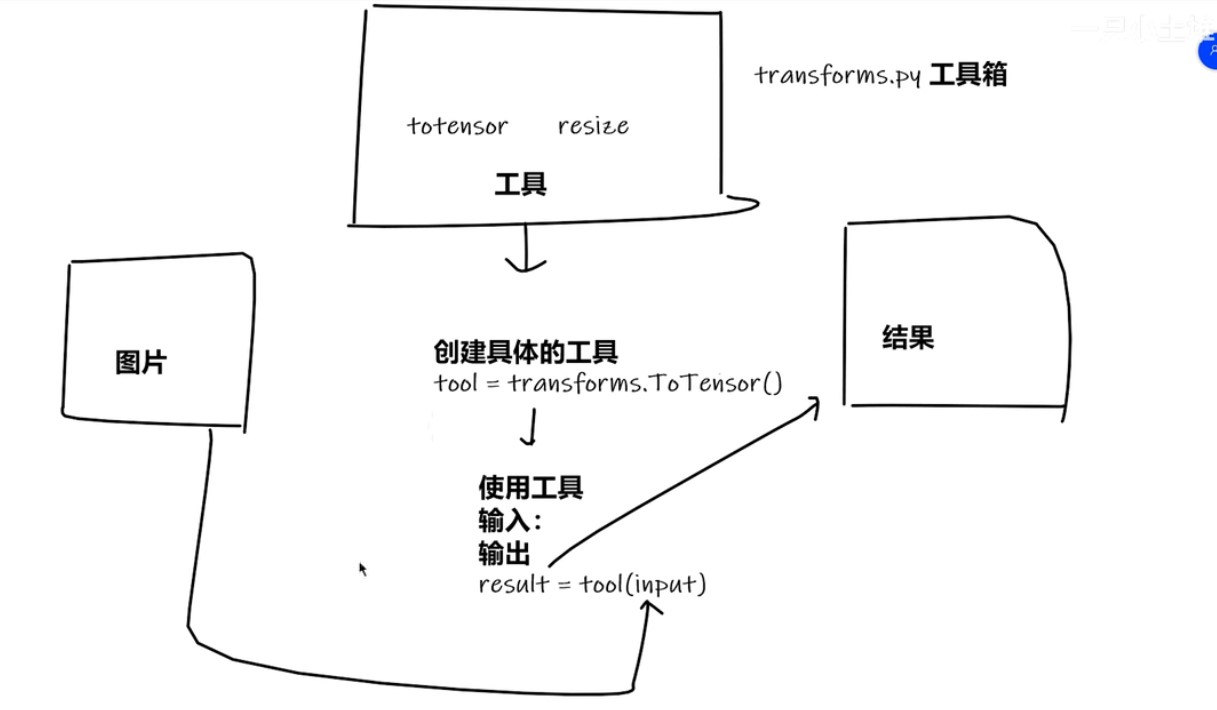 transforms.py 工具箱
totensor resize
工具
图片
创建具体的工具
tool = transforms.ToTensor()
结果
使用工具
输入：
输出
result = tool(input)